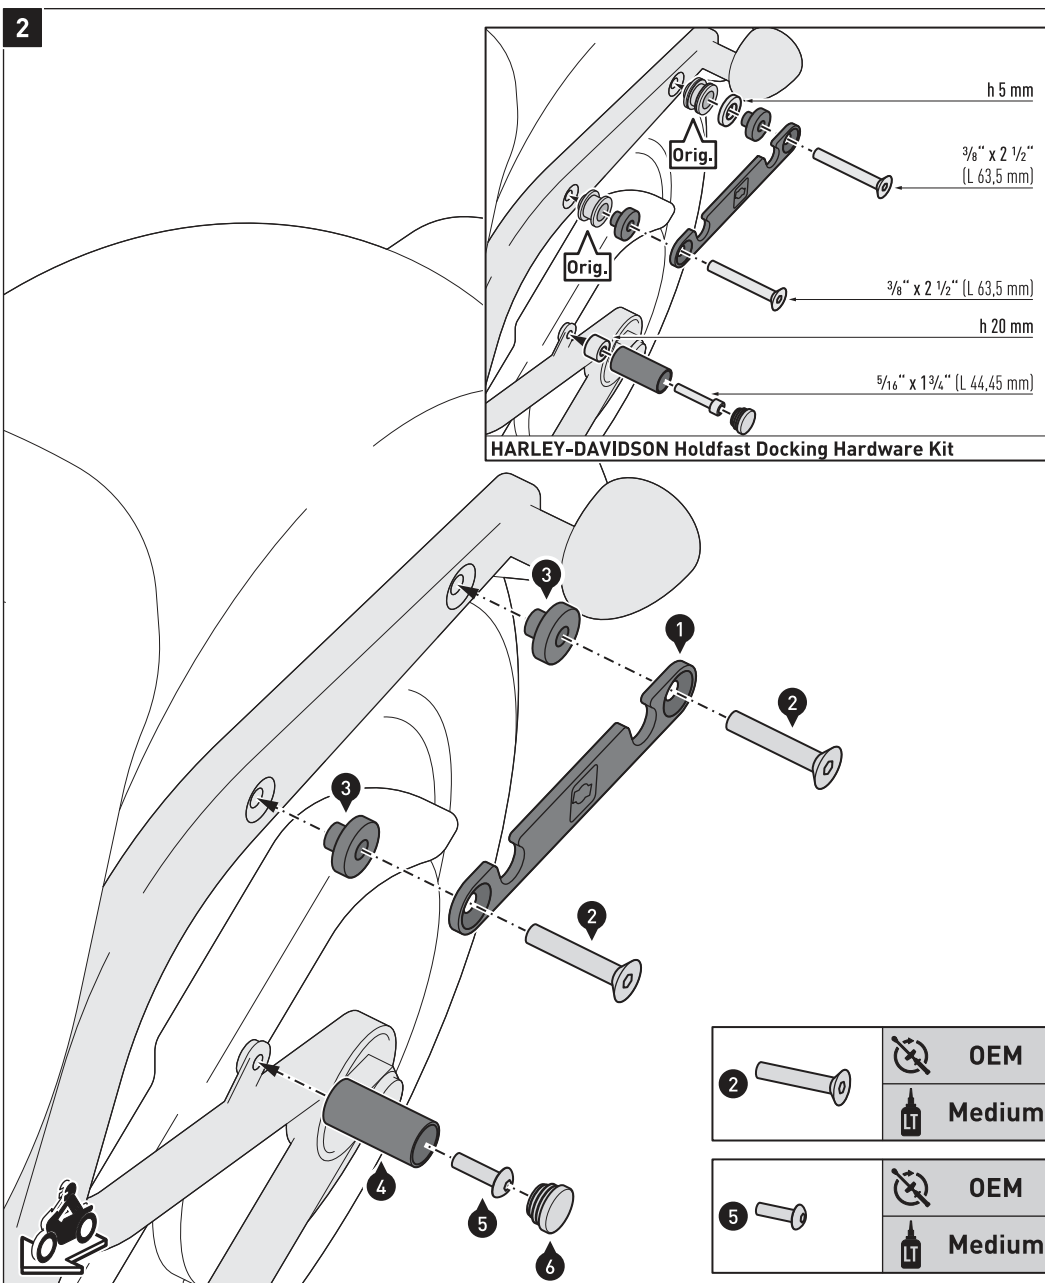 2
h 5 mm
Orig.
3/8“ x 2 1/2“
(L 63,5 mm)
Orig.
3/8“ x 2 1/2“ (L 63,5 mm)
h 20 mm
5/16“ x 1 3/4“ (L 44,45 mm)
HARLEY-DAVIDSON Holdfast Docking Hardware Kit
3
1
2
3
2
4
5
6
2
OEM
LT
Medium
5
OEM
LT
Medium